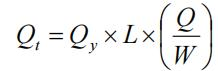 Q_t = Q_y × L × (Q / W)